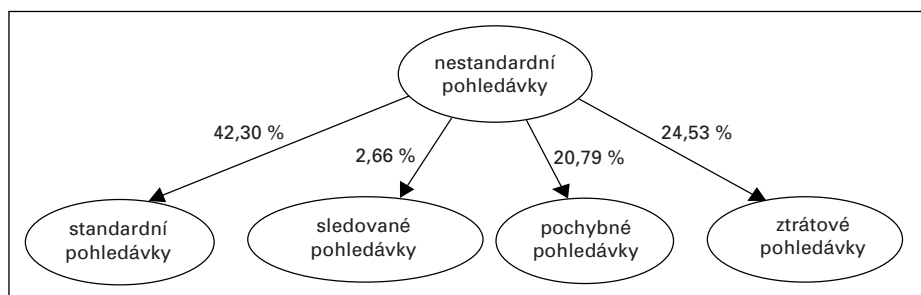 nestandardní
pohledávky
42,30 %
2,66 %
20,79 %
24,53 %
standardní
pohledávky
sledované
pohledávky
pochybné
pohledávky
ztrátové
pohledávky